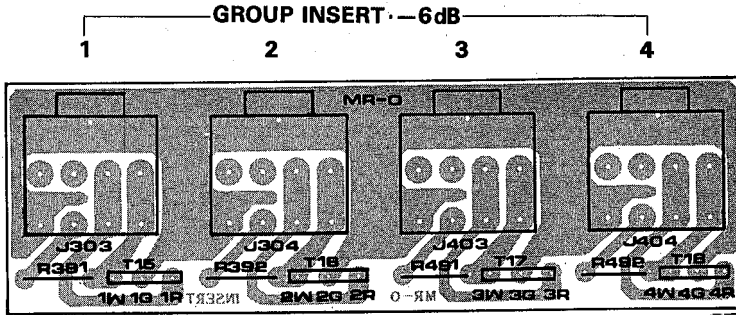 GROUP INSERT -6dB
1 2 3 4
MR-O
J303 J304 J403 J404
R391 T15 R392 T16 R491 T17 R492 T18
1W 1G 1R INSERT 2W 2G 2R MR-O 3W 3G 3R 4W 4G 4R